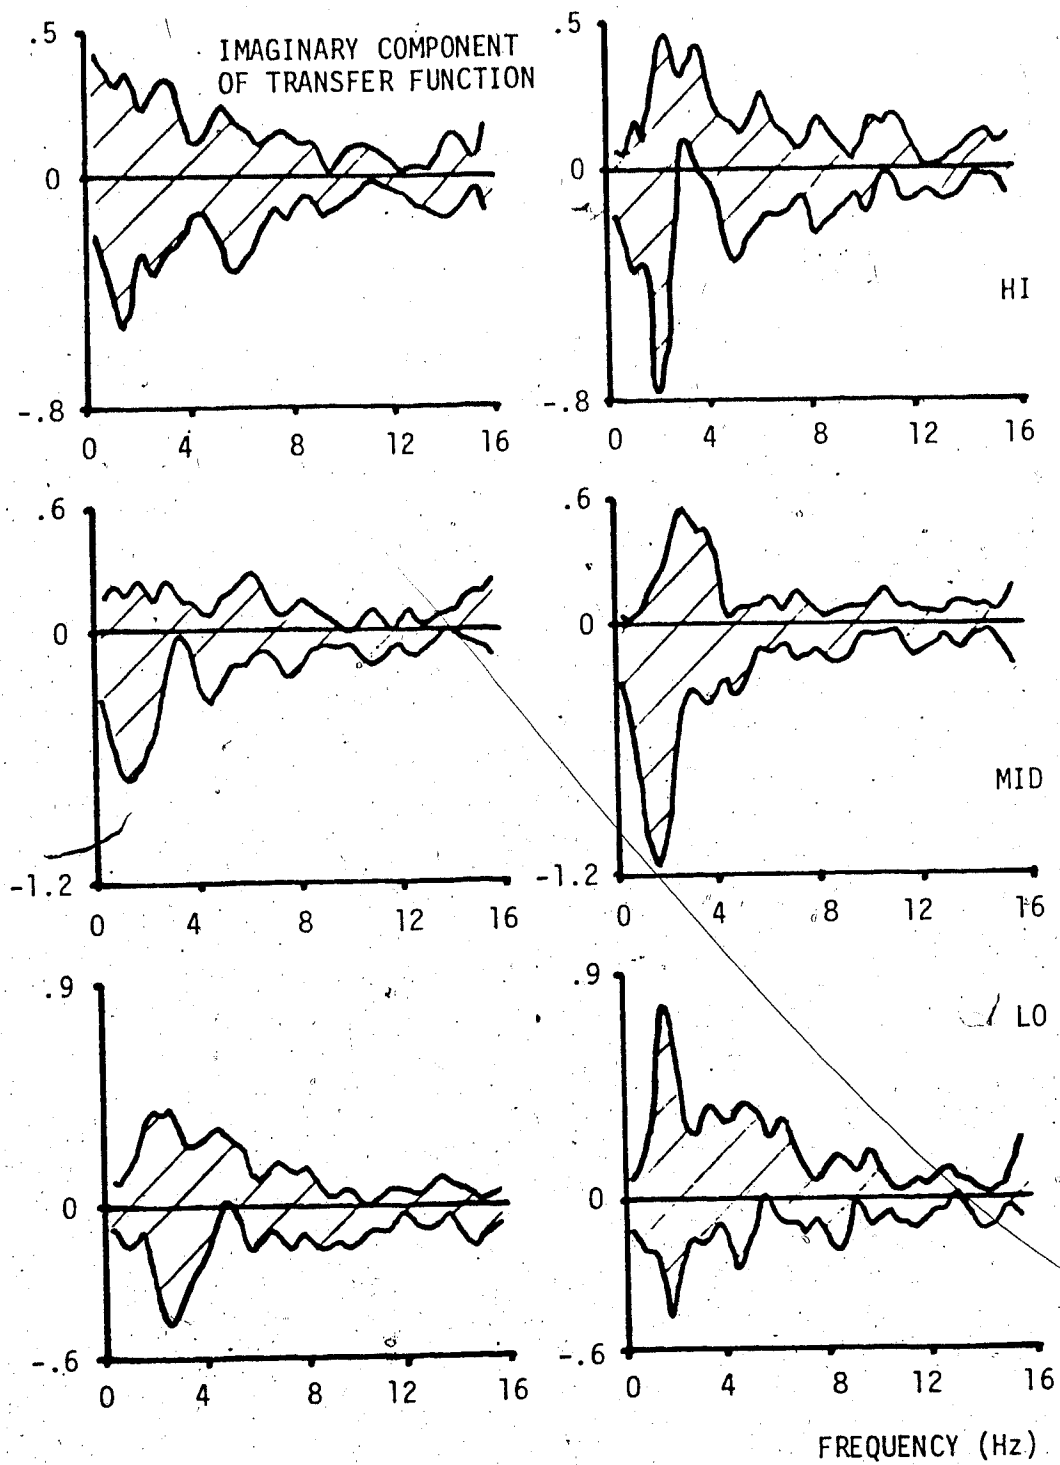 IMAGINARY COMPONENT
OF TRANSFER FUNCTION
.5
0
-.8
0 4 8 12 16
.5
0
-.8
0 4 8 12 16
HI
.6
0
-1.2
0 4 8 12 16
.6
0
-1.2
0 4 8 12 16
MID
.9
0
-.6
0 4 8 12 16
.9
0
-.6
0 4 8 12 16
LO
FREQUENCY (Hz)